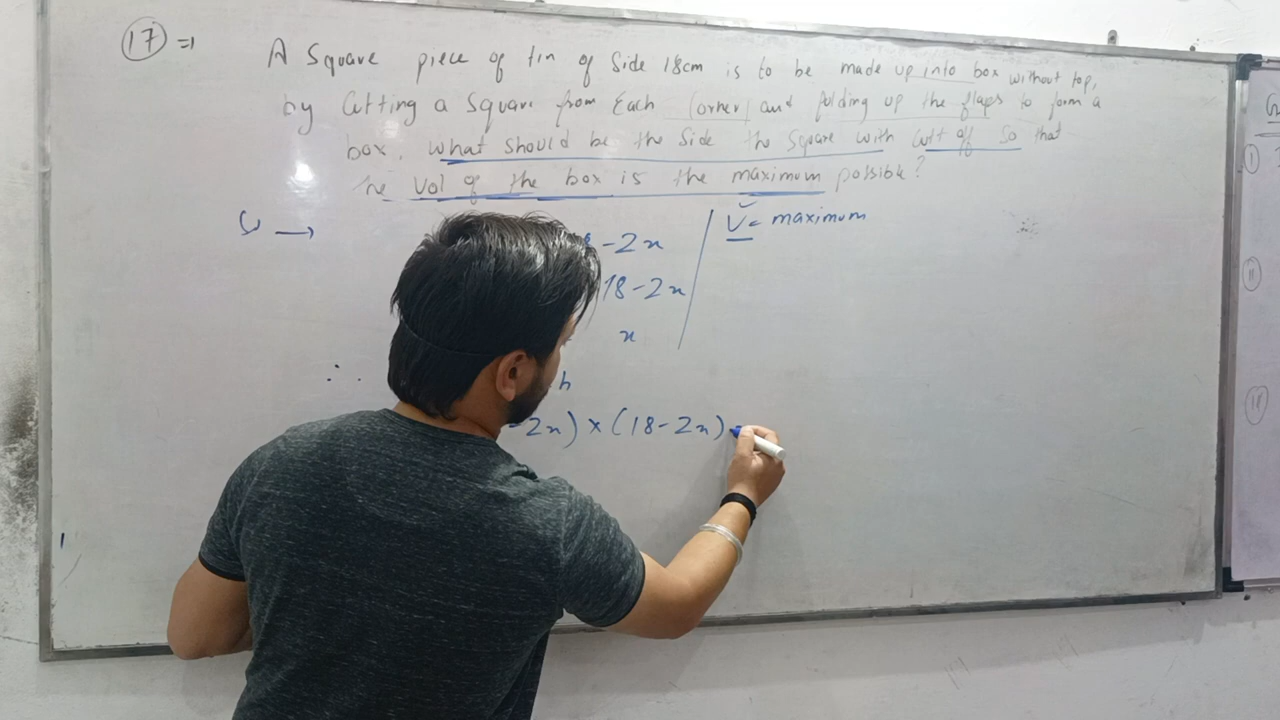 17 ⇒
A Square piece of tin of Side 18cm is to be made up into box without top,
by Cutting a Square from Each Corner and folding up the flaps to form a
box. What should be the Side the Square with Cutt off So that
he Vol of the box is the maximum possible?
-2x
V = maximum
18-2x
x
∴
h
-2x) × (18-2x)